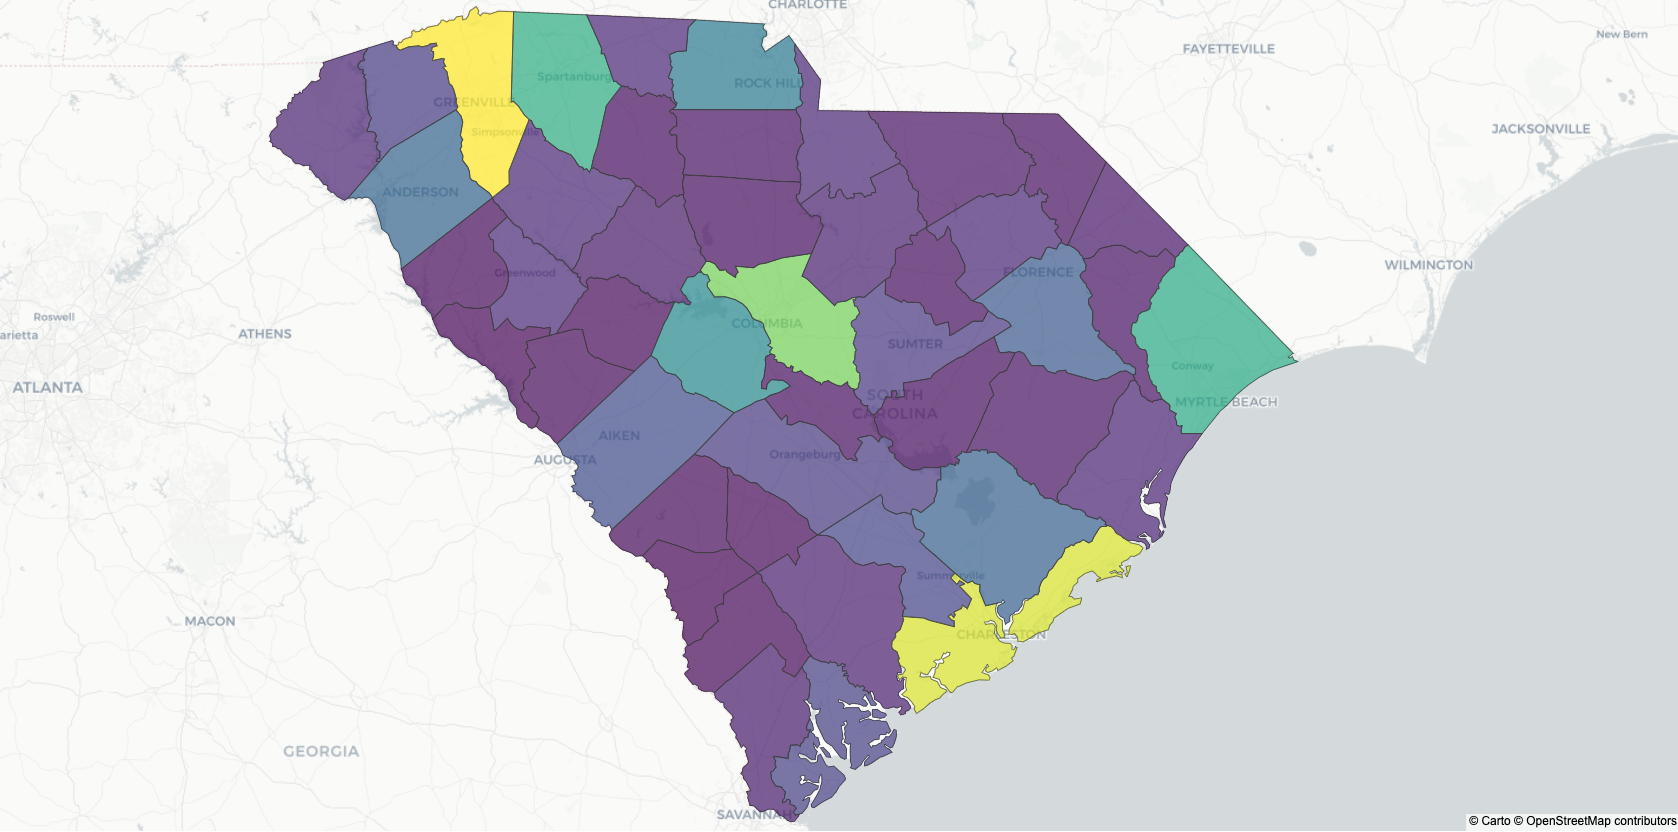 CHARLOTTE
New Bern
FAYETTEVILLE
Spartanburg
ROCK HILL
GREENVILLE
JACKSONVILLE
Simpsonville
ANDERSON
WILMINGTON
Greenwood
FLORENCE
Roswell
COLUMBIA
arietta
ATHENS
SUMTER
Conway
ATLANTA
SOUTH
CAROLINA
MYRTLE BEACH
AIKEN
Orangeburg
AUGUSTA
Summerville
MACON
CHARLESTON
GEORGIA
SAVANNAH
© Carto © OpenStreetMap contributors